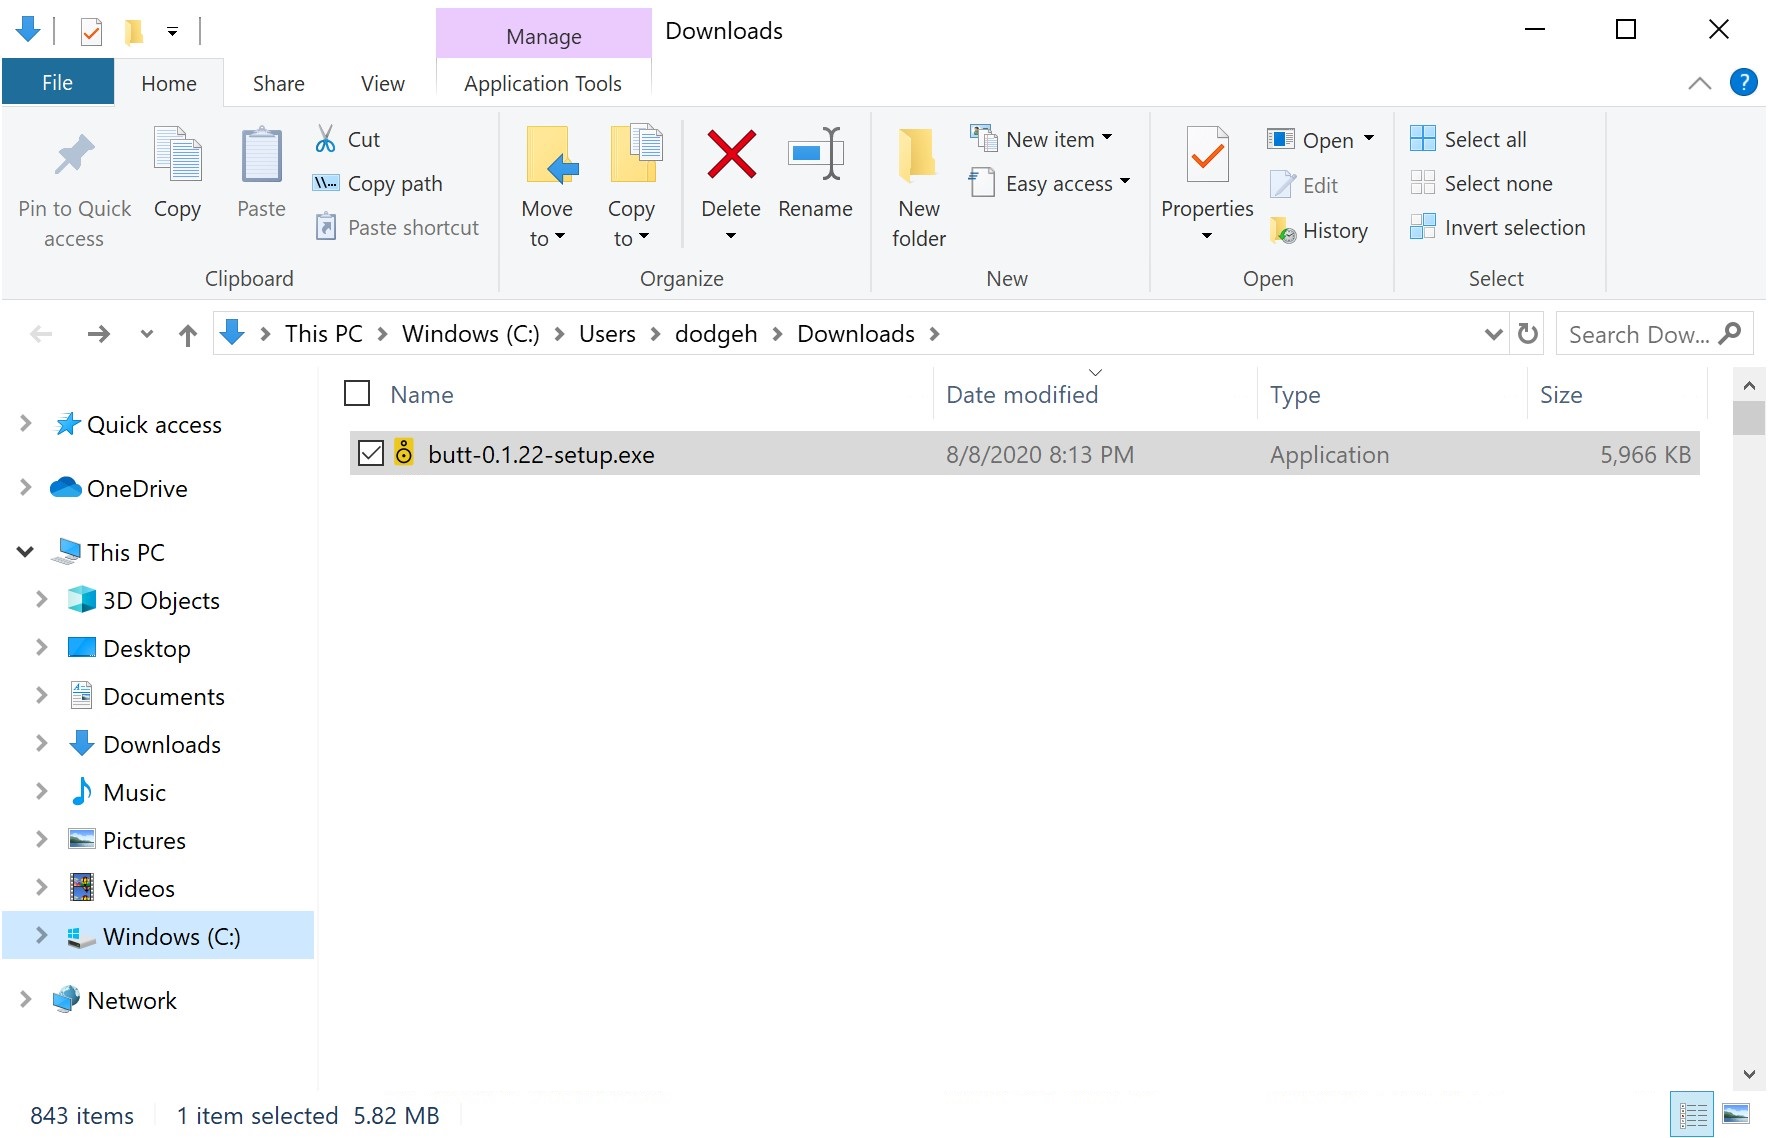 Manage
Downloads
File
Home
Share
View
Application Tools
?
Pin to Quick
access
Copy
Paste
Cut
Copy path
Paste shortcut
Clipboard
Move
to
Copy
to
Delete
Rename
Organize
New
folder
New item
Easy access
New
Properties
Open
Edit
History
Open
Select all
Select none
Invert selection
Select
This PC
Windows (C:)
Users
dodgeh
Downloads
Search Dow...
Name
Date modified
Type
Size
butt-0.1.22-setup.exe
8/8/2020 8:13 PM
Application
5,966 KB
Quick access
OneDrive
This PC
3D Objects
Desktop
Documents
Downloads
Music
Pictures
Videos
Windows (C:)
Network
843 items
1 item selected 5.82 MB